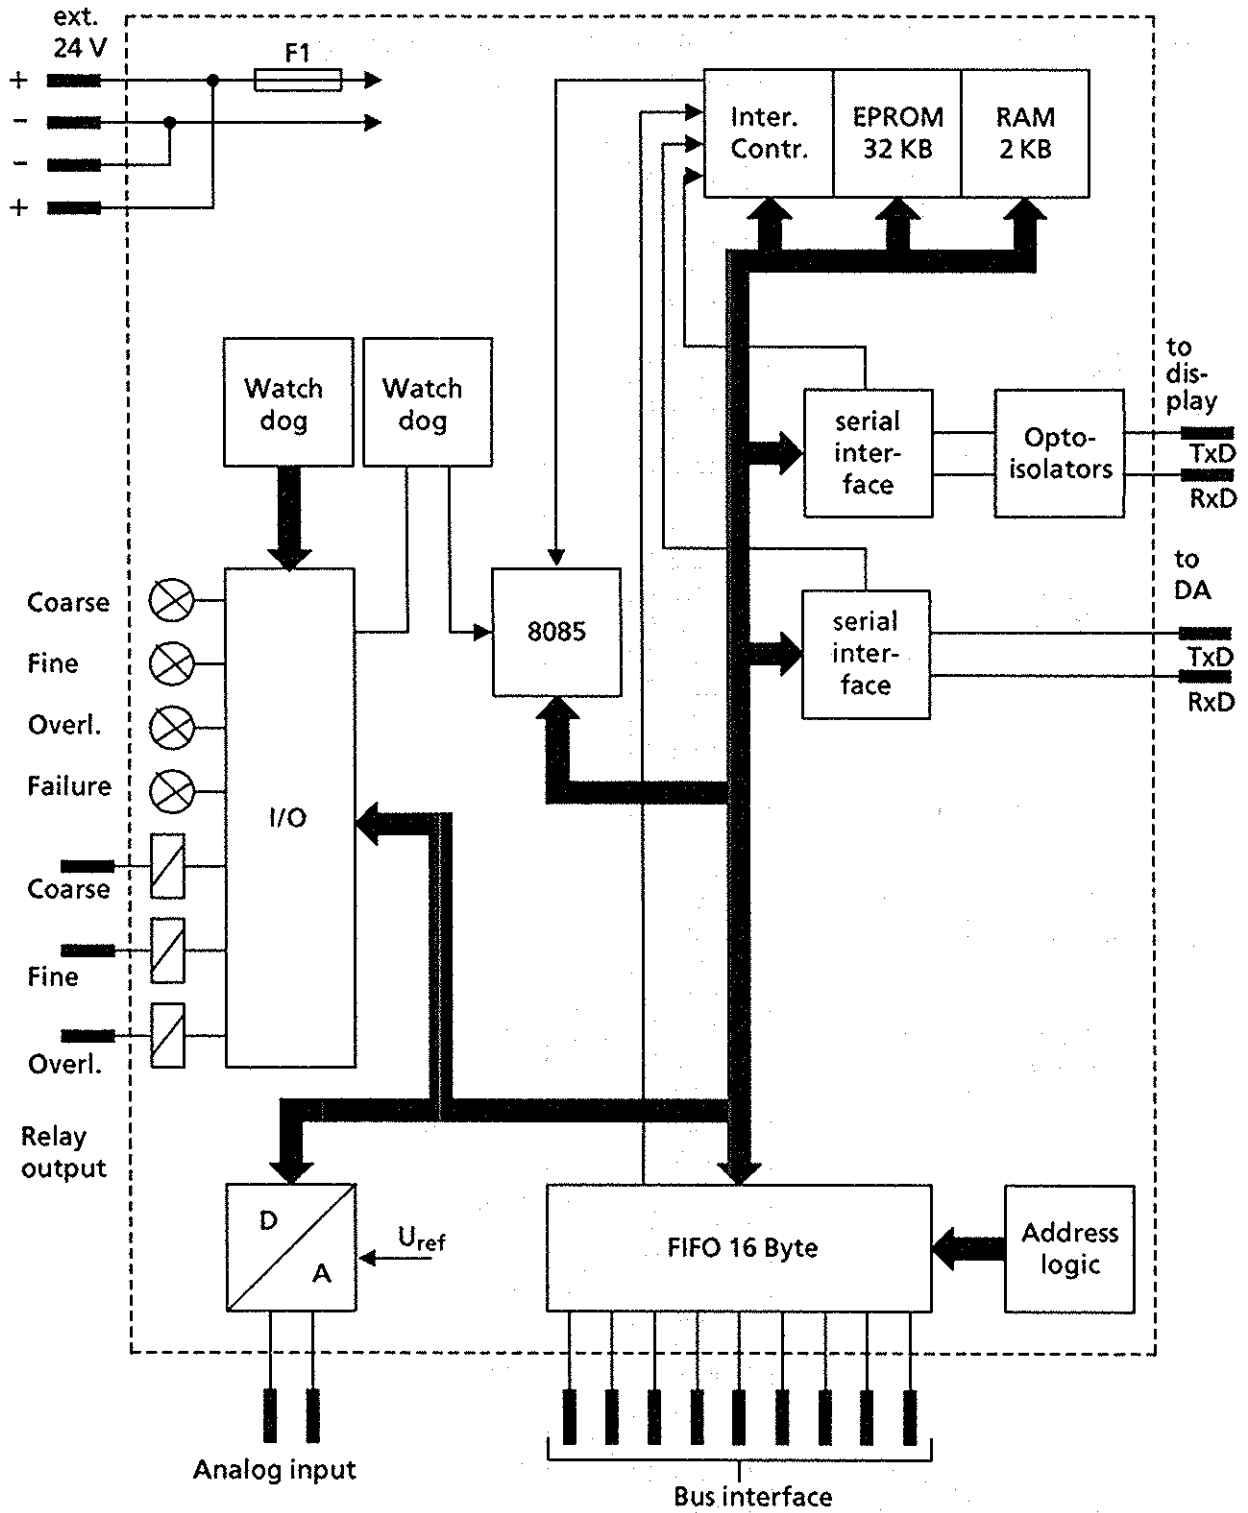 ext.
24 V
F1
+
-
-
+
Inter.
Contr.
EPROM
32 KB
RAM
2 KB
Watch
dog
Watch
dog
serial
inter-
face
Opto-
isolators
to
dis-
play
TxD
RxD
8085
serial
inter-
face
to
DA
TxD
RxD
Coarse
Fine
Overl.
Failure
I/O
Coarse
Fine
Overl.
Relay
output
D
A
Uref
FIFO 16 Byte
Address
logic
Analog input
Bus interface